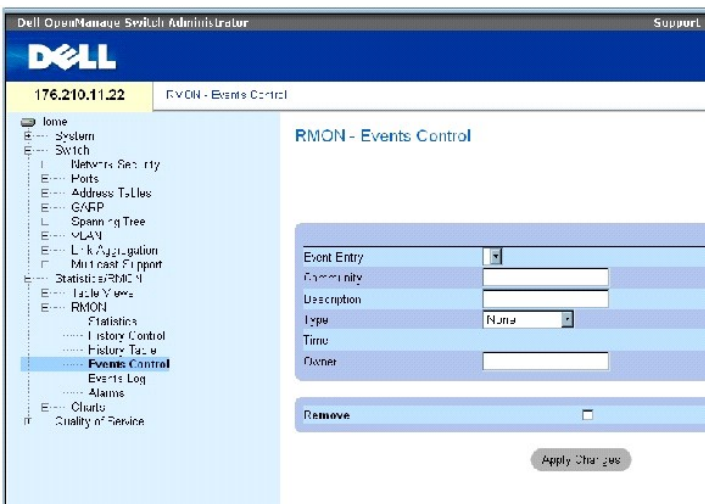 Dell OpenManage Switch Administrator
Support
DELL
176.210.11.22
RMON - Events Control
Home
System
Switch
Network Security
Ports
Address Tables
GARP
Spanning Tree
VLAN
Link Aggregation
Multicast Support
Statistics/RMON
Table Views
RMON
Statistics
History Control
History Table
Events Control
Events Log
Alarms
Charts
Quality of Service
RMON - Events Control
Event Entry
Community
Description
Type
None
Time
Owner
Remove
Apply Changes